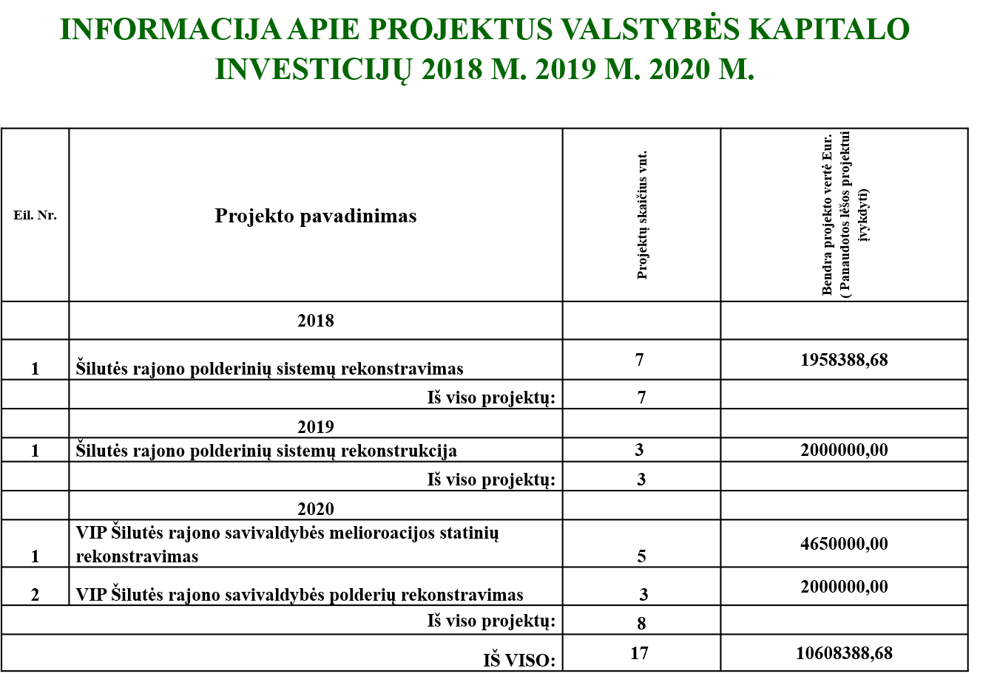 INFORMACIJA APIE PROJEKTUS VALSTYBĖS KAPITALO
INVESTICIJŲ 2018 M. 2019 M. 2020 M.
Eil. Nr.
Projekto pavadinimas
Projektų skaičius vnt.
Bendra projekto vertė Eur.
( Panaudotos lėšos projektui
įvykdyti)
2018
1 Šilutės rajono polderinių sistemų rekonstravimas 7 1958388,68
Iš viso projektų: 7
2019
1 Šilutės rajono polderinių sistemų rekonstrukcija 3 2000000,00
Iš viso projektų: 3
2020
VIP Šilutės rajono savivaldybės melioroacijos statinių
1 rekonstravimas 5 4650000,00
2 VIP Šilutės rajono savivaldybės polderių rekonstravimas 3 2000000,00
Iš viso projektų: 8
IŠ VISO: 17 10608388,68